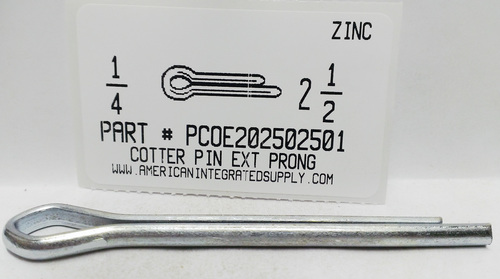 ZINC
1/4 2 1/2
PART # PCOE202502501
COTTER PIN EXT PRONG
WWW.AMERICANINTEGRATEDSUPPLY.COM